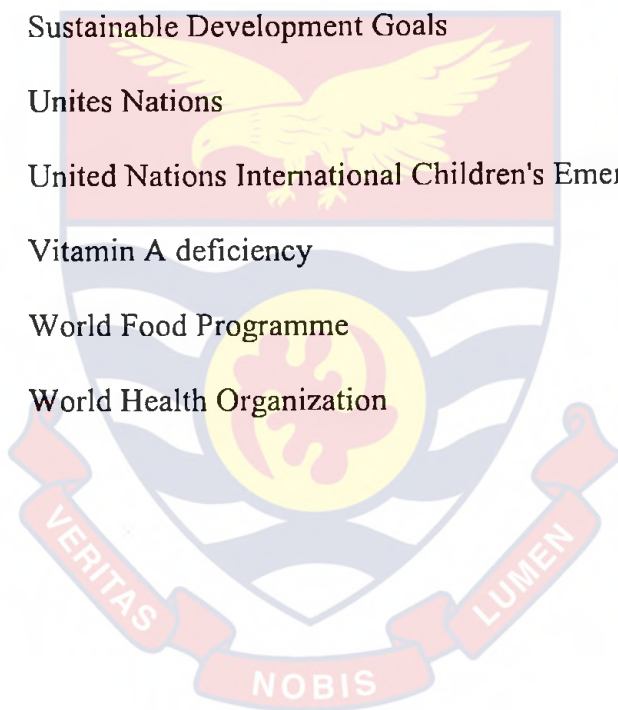 Sustainable Development Goals
Unites Nations
United Nations International Children's Emer
Vitamin A deficiency
World Food Programme
World Health Organization
VERITAS
NOBIS
LUMEN